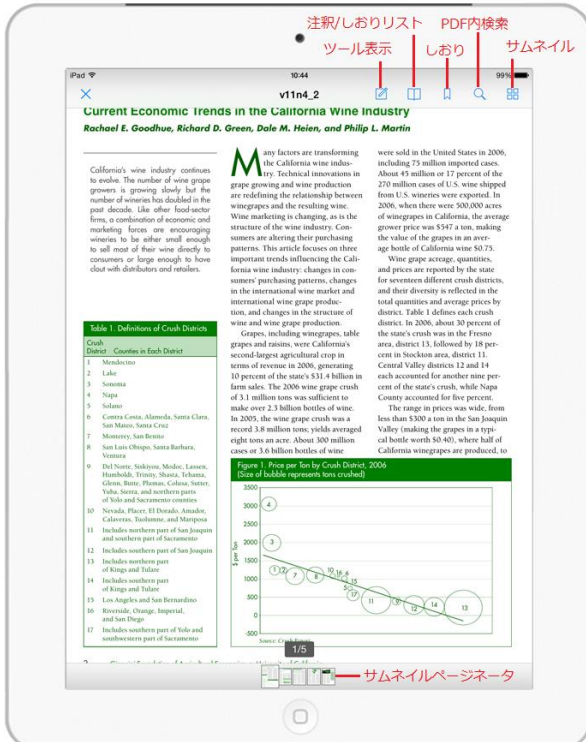 注釈/しおりリスト
PDF内検索
ツール表示
しおり
サムネイル
iPad
10:44
99%
v11n4_2
Current Economic Trends in the California Wine Industry
Rachael E. Goodhue, Richard D. Green, Dale M. Heien, and Philip L. Martin
California's wine industry continues
to evolve. The number of wine grape
growers is growing slowly but the
number of wineries has doubled in the
past decade. Like other food-sector
firms, a combination of economic and
marketing forces are encouraging
wineries to be either small enough
to sell most of their wine directly to
consumers or large enough to have
clout with distributors and retailers.
Table 1. Definitions of Crush Districts
Crush
District Counties in Each District
1 Mendocino
2 Lake
3 Sonoma
4 Napa
5 Solano
6 Contra Costa, Alameda, Santa Clara,
San Mateo, Santa Cruz
7 Monterey, San Benito
8 San Luis Obispo, Santa Barbara,
Ventura
9 Del Norte, Siskiyou, Modoc, Lassen,
Humboldt, Trinity, Shasta, Tehama,
Glenn, Butte, Plumas, Colusa, Sutter,
Yuba, Sierra, and northern parts
of Yolo and Sacramento counties
10 Nevada, Placer, El Dorado, Amador,
Calaveras, Tuolumne, and Mariposa
11 Includes northern part of San Joaquin
and southern part of Sacramento
12 Includes southern part of San Joaquin
13 Includes northern part
of Kings and Tulare
14 Includes southern part
of Kings and Tulare
15 Los Angeles and San Bernardino
16 Riverside, Orange, Imperial,
and San Diego
17 Includes southern part of Yolo and
southwestern part of Sacramento
Many factors are transforming
the California wine indus-
try. Technical innovations in
grape growing and wine production
are redefining the relationship between
winegrapes and the resulting wine.
Wine marketing is changing, as is the
structure of the wine industry. Con-
sumers are altering their purchasing
patterns. This article focuses on three
important trends influencing the Cali-
fornia wine industry: changes in con-
sumers' purchasing patterns, changes
in the international wine market and
international wine grape produc-
tion, and changes in the structure of
wine and wine grape production.
Grapes, including winegrapes, table
grapes and raisins, were California's
second-largest agricultural crop in
terms of revenue in 2006, generating
10 percent of the state's $31.4 billion in
farm sales. The 2006 wine grape crush
of 3.1 million tons was sufficient to
make over 2.3 billion bottles of wine.
In 2005, the wine grape crush was a
record 3.8 million tons; yields averaged
eight tons an acre. About 300 million
cases or 3.6 billion bottles of wine
were sold in the United States in 2006,
including 75 million imported cases.
About 45 million or 17 percent of the
270 million cases of U.S. wine shipped
from U.S. wineries were exported. In
2006, when there were 500,000 acres
of winegrapes in California, the average
grower price was $547 a ton, making
the value of the grapes in an aver-
age bottle of California wine $0.75.
Wine grape acreage, quantities,
and prices are reported by the state
for seventeen different crush districts,
and their diversity is reflected in the
total quantities and average prices by
district. Table 1 defines each crush
district. In 2006, about 30 percent of
the state's crush was in the Fresno
area, district 13, followed by 18 per-
cent in Stockton area, district 11.
Central Valley districts 12 and 14
each accounted for another nine per-
cent of the state's crush, while Napa
County accounted for five percent.
The range in prices was wide, from
less than $300 a ton in the San Joaquin
Valley (making the grapes in a typi-
cal bottle worth $0.40), where half of
California winegrapes are produced, to
Figure 1. Price per Ton by Crush District, 2006
(Size of bubble represents tons crushed)
$ per Ton
3500
3000
2500
2000
1500
1000
500
0
-500
4
3
1
2
7
8
10
16
6
15
5
17
11
9
12
14
13
Source: Crush Report
1/5
サムネイルページネータ